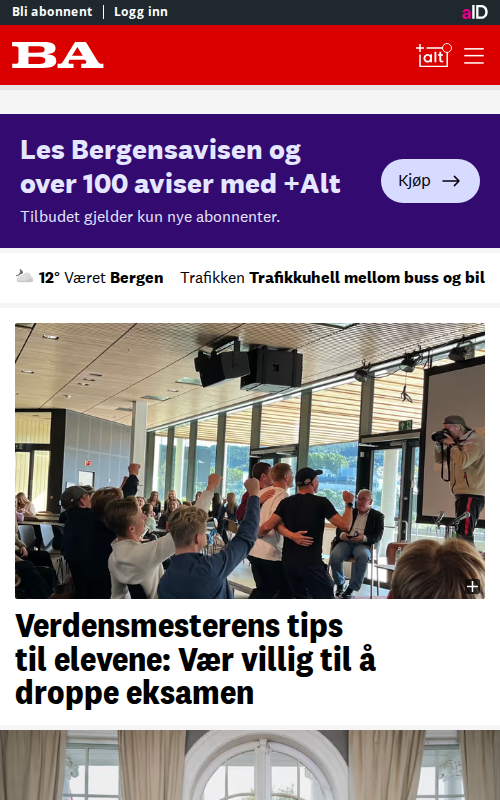 Bli abonnent
Logg inn
aID
BA
+alt
Les Bergensavisen og
over 100 aviser med +Alt
Tilbudet gjelder kun nye abonnenter.
Kjøp
12° Været Bergen
Trafikken Trafikkuhell mellom buss og bil
Verdensmesterens tips
til elevene: Vær villig til å
droppe eksamen